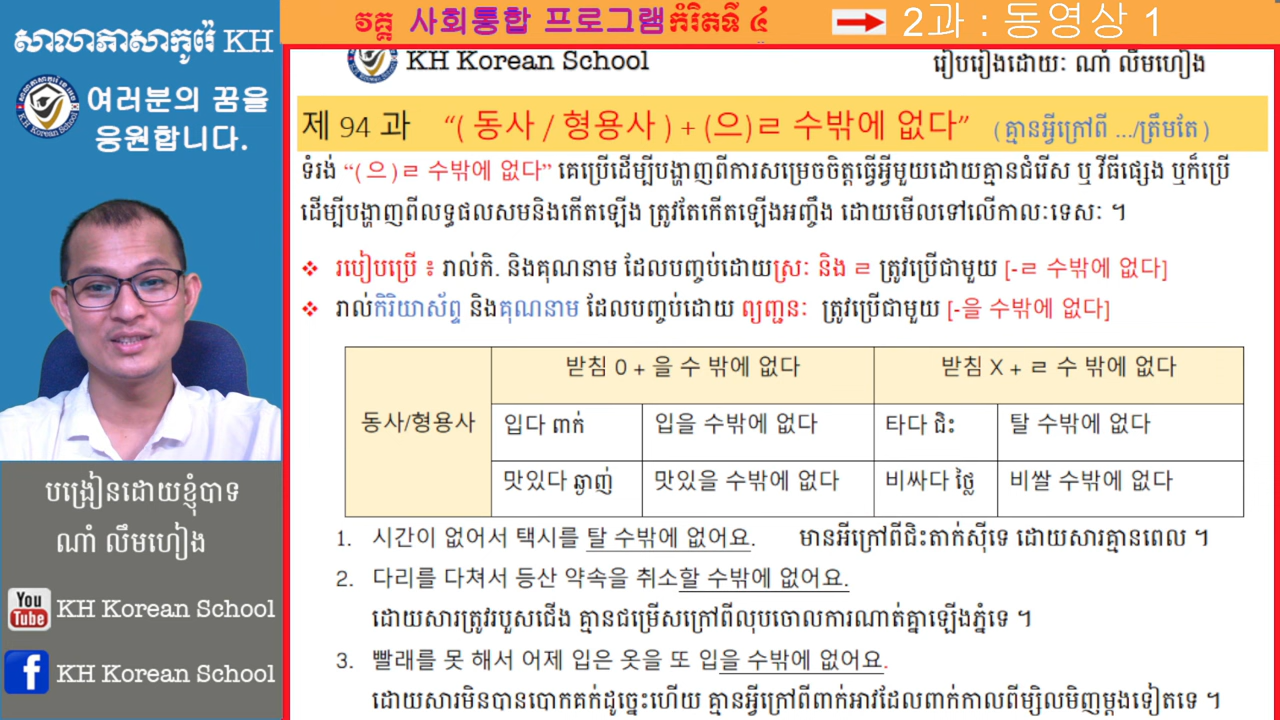 សាលាភាសាកូរ៉េ KH
여러분의 꿈을
응원합니다.
បង្រៀនដោយខ្ញុំបាទ
ណាំ លឹមហៀង
You Tube KH Korean School
f KH Korean School
វគ្គ 사회통합 프로그램កំរិតទី ៤ 2과 : 동영상 1
KH Korean School រៀបរៀងដោយៈ ណាំ លឹមហៀង
제 94 과 “( 동사 / 형용사 ) + (으)ㄹ 수밖에 없다” ( គ្មានអ្វីក្រៅពី .../ត្រឹមតែ )
ទំរង់ “(으)ㄹ 수밖에 없다” គេប្រើដើម្បីបង្ហាញពីការសម្រេចចិត្តធ្វើអ្វីមួយដោយគ្មានជំរើស ឬ វីធីផ្សេង ឬក៏ប្រើ
ដើម្បីបង្ហាញពីលទ្ធផលសមនិងកើតឡើង ត្រូវតែកើតឡើងអញ្ចឹង ដោយមើលទៅលើកាលៈទេសៈ ។
❖ របៀបប្រើ ៖ រាល់កិ. និងគុណនាម ដែលបញ្ចប់ដោយស្រៈ និង ㄹ ត្រូវប្រើជាមួយ [-ㄹ 수밖에 없다]
❖ រាល់កិរិយាស័ព្ទ និងគុណនាម ដែលបញ្ចប់ដោយ ព្យញ្ជនៈ ត្រូវប្រើជាមួយ [-을 수밖에 없다]
받침 O + 을 수 밖에 없다 받침 X + ㄹ 수 밖에 없다
동사/형용사 입다 ពាក់ 입을 수밖에 없다 타다 ជិះ 탈 수밖에 없다
맛있다 ឆ្ងាញ់ 맛있을 수밖에 없다 비싸다 ថ្លៃ 비쌀 수밖에 없다
1. 시간이 없어서 택시를 탈 수밖에 없어요. មានអីក្រៅពីជិះតាក់ស៊ីទេ ដោយសារគ្មានពេល ។
2. 다리를 다쳐서 등산 약속을 취소할 수밖에 없어요.
ដោយសារត្រូវរបួសជើង គ្មានជម្រើសក្រៅពីលុបចោលការណាត់គ្នាឡើងភ្នំទេ ។
3. 빨래를 못 해서 어제 입은 옷을 또 입을 수밖에 없어요.
ដោយសារមិនបានបោកគក់ដូច្នេះហើយ គ្មានអ្វីក្រៅពីពាក់អាវដែលពាក់កាលពីម្សិលមិញម្តងទៀតទេ ។